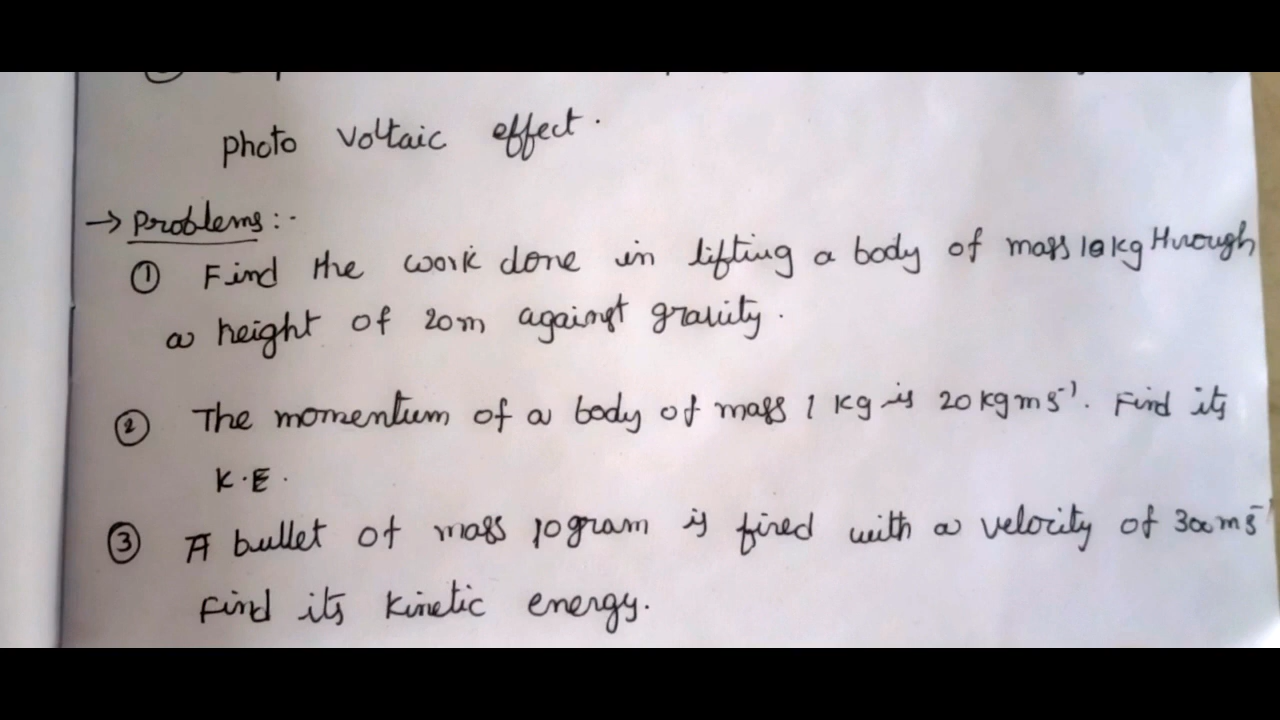 photo voltaic effect.
→ Problems:-
① Find the work done in lifting a body of mass 10kg through
a height of 20m against gravity.
② The momentum of a body of mass 1 kg is 20kgms⁻¹. Find its
K.E.
③ A bullet of mass 10gram is fired with a velocity of 300ms⁻¹
Find its kinetic energy.